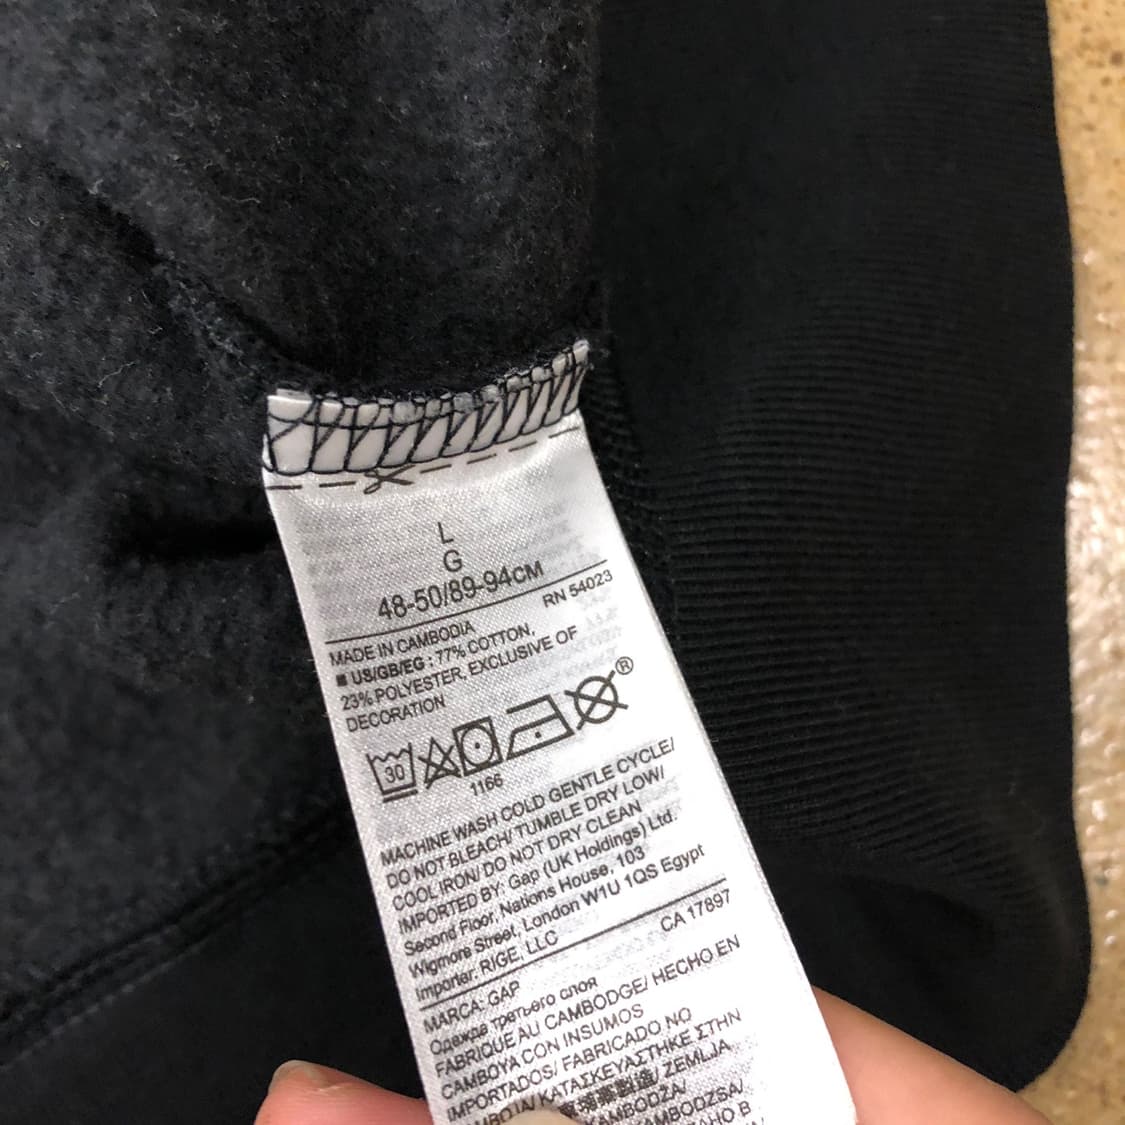 L
G
48-50/89-94CM
RN 54023
MADE IN CAMBODIA
■ US/GB/EG : 77% COTTON,
23% POLYESTER, EXCLUSIVE OF
DECORATION
30
®
1166
MACHINE WASH COLD GENTLE CYCLE/
DO NOT BLEACH/ TUMBLE DRY LOW/
COOL IRON/ DO NOT DRY CLEAN
IMPORTED BY: Gap (UK Holdings) Ltd.
Second Floor, Nations House, 103
Wigmore Street, London W1U 1QS Egypt
Importer: RIGE, LLC
CA 17897
MARCA: GAP
Одежда третьего слоя
FABRIQUE AU CAMBODGE/ HECHO EN
CAMBOYA CON INSUMOS
IMPORTADOS/ FABRICADO NO
ΚΑΤΑΣΚΕΥΑΣΤΗΚΕ ΣΤΗΝ
ZEMLJA
KAMBODŽA/